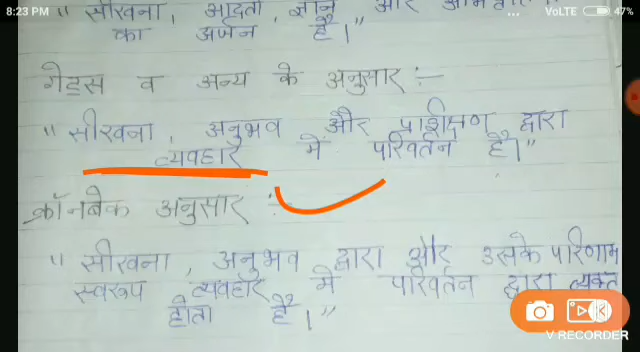 8:23 PM ... VoLTE 47%
" सीखना, आदतो, ज्ञान और
का अर्जन है।"
गेट्स व अन्य के अनुसार :-
" सीखना, अनुभव और प्रशिक्षण द्वारा
व्यवहार में परिवर्तन है।"
क्रॉनबेक अनुसार :-
" सीखना, अनुभव द्वारा और उसके परिणाम
स्वरूप व्यवहार में परिवर्तन द्वारा व्यक्त
होता है।"
V RECORDER